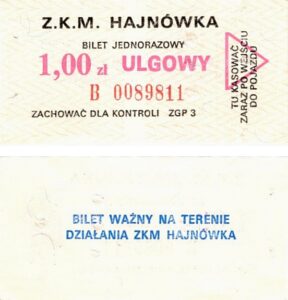 Z.K.M. HAJNÓWKA
BILET JEDNORAZOWY
1,00 zł ULGOWY
B 0089811
ZACHOWAĆ DLA KONTROLI ZGP 3
TU KASOWAĆ
ZARAZ PO WEJŚCIU
DO POJAZDU
BILET WAŻNY NA TERENIE
DZIAŁANIA ZKM HAJNÓWKA